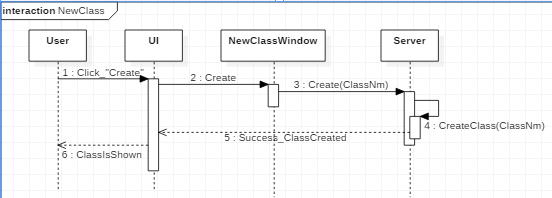 interaction NewClass
User
UI
NewClassWindow
Server
1 : Click_"Create"
2 : Create
3 : Create(ClassNm)
4 : CreateClass(ClassNm)
5 : Success_ClassCreated
6 : ClassIsShown